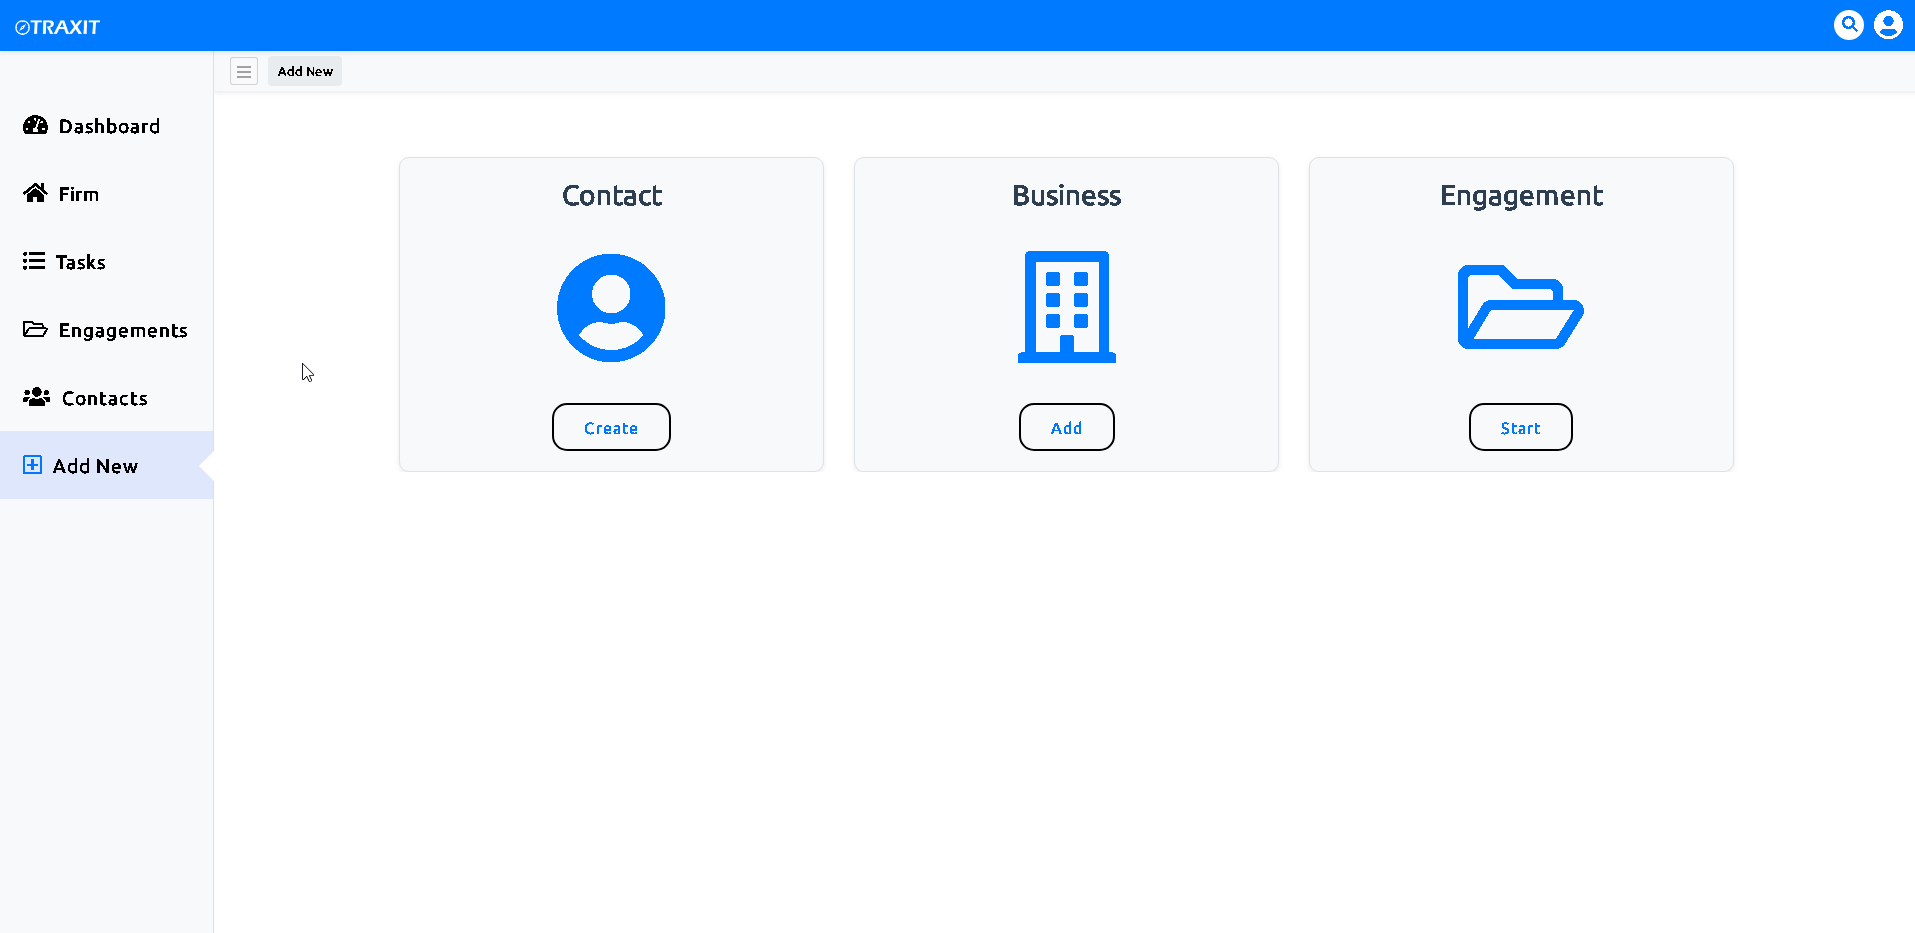 TRAXIT
Add New
Dashboard
Firm
Tasks
Engagements
Contacts
Add New
Contact
Business
Engagement
Create
Add
Start